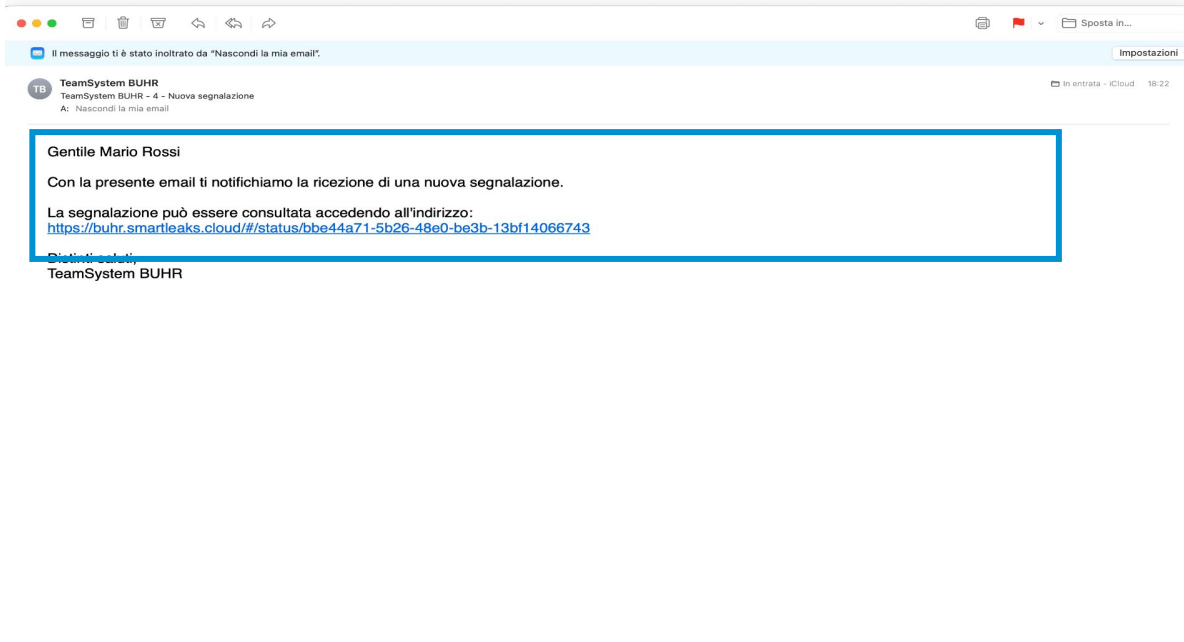 Sposta in...
Il messaggio ti è stato inoltrato da “Nascondi la mia email”.
Impostazioni
TB
TeamSystem BUHR
In entrata - iCloud 18:22
TeamSystem BUHR - 4 - Nuova segnalazione
A: Nascondi la mia email
Gentile Mario Rossi
Con la presente email ti notifichiamo la ricezione di una nuova segnalazione.
La segnalazione può essere consultata accedendo all'indirizzo:
https://buhr.smartleaks.cloud/#/status/bbe44a71-5b26-48e0-be3b-13bf14066743
Distinti saluti,
TeamSystem BUHR